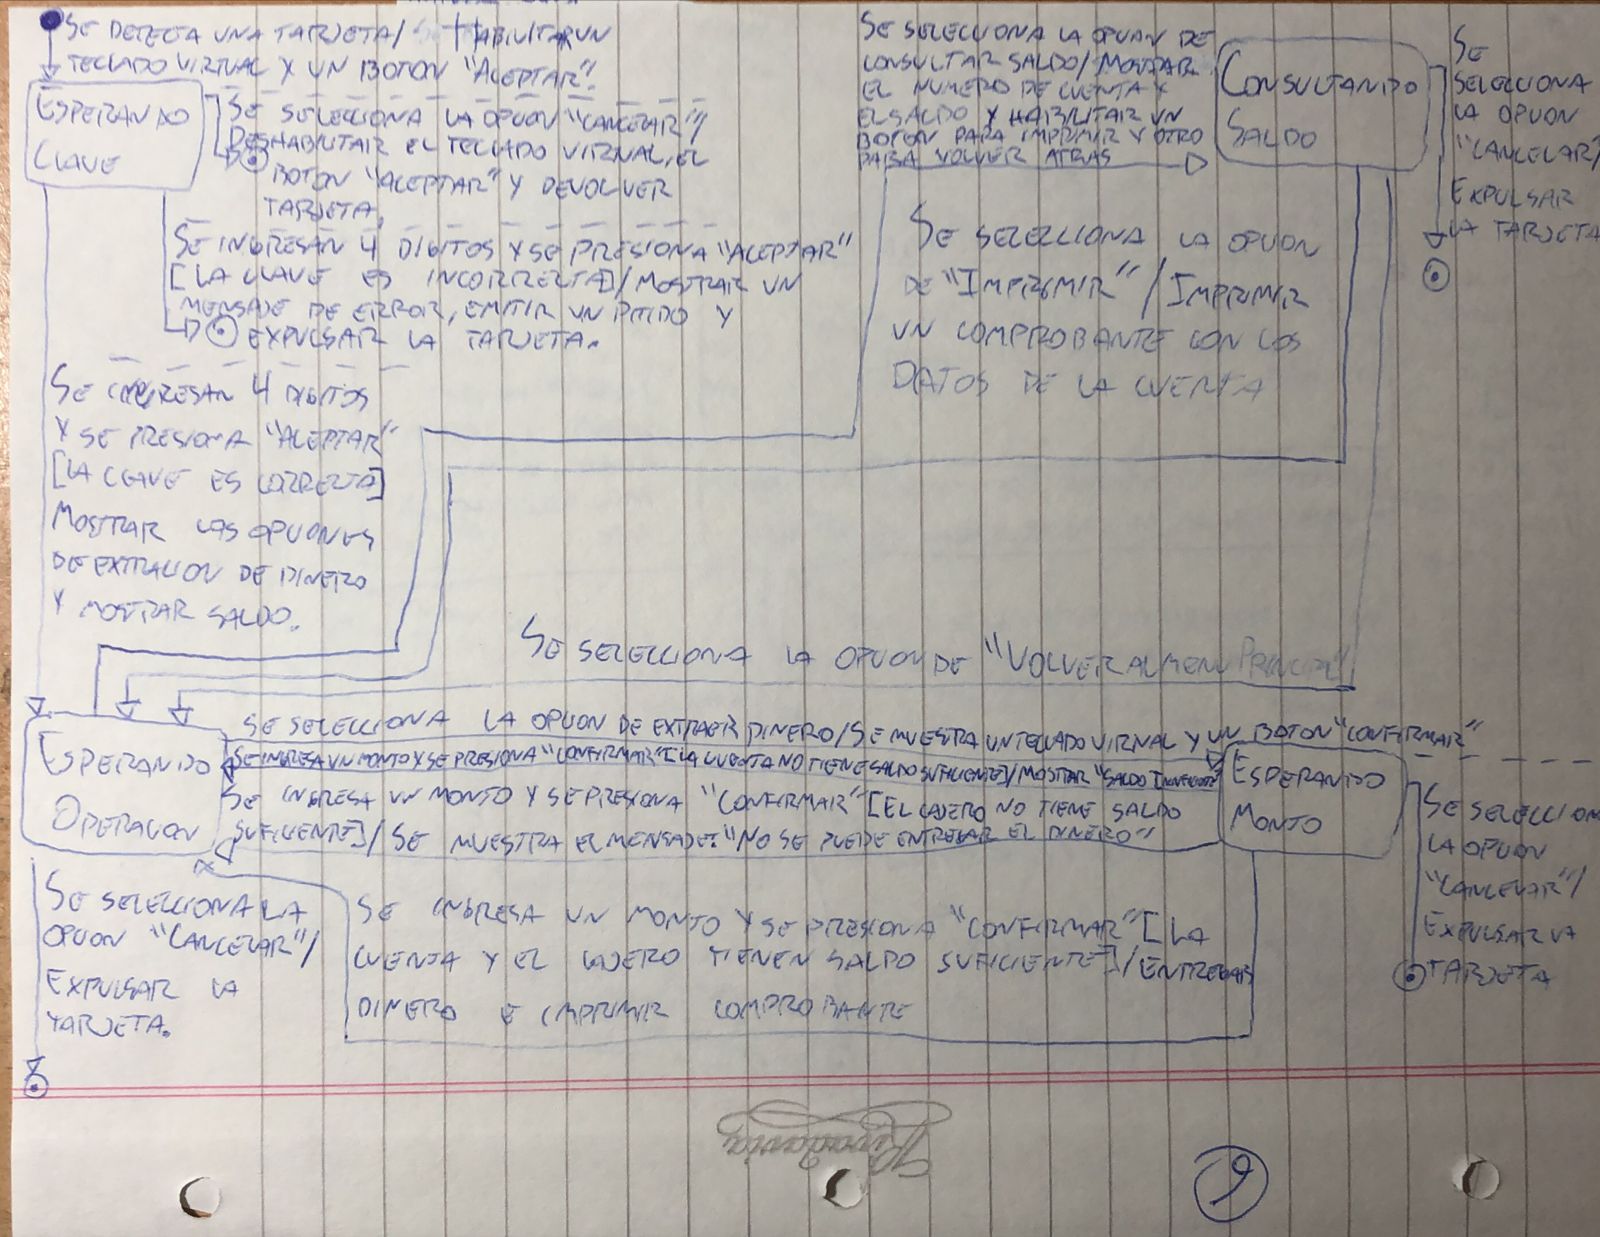 SE DETECTA UNA TARJETA/ HABILITAR UN
TECLADO VIRTUAL Y UN BOTON "ACEPTAR".
ESPERANDO
CLAVE
SE SELECCIONA LA OPCION "CANCELAR"/
DESHABILITAR EL TECLADO VIRTUAL, EL
BOTON "ACEPTAR" Y DEVOLVER
TARJETA.
SE INGRESAN 4 DIGITOS Y SE PRESIONA "ACEPTAR"
[LA CLAVE ES INCORRECTA]/MOSTRAR UN
MENSAJE DE ERROR, EMITIR UN PITIDO Y
EXPULSAR LA TARJETA.
SE INGRESAN 4 DIGITOS
Y SE PRESIONA "ACEPTAR"
[LA CLAVE ES CORRECTA]
MOSTRAR LAS OPCIONES
DE EXTRACION DE DINERO
Y MOSTRAR SALDO.
SE SELECCIONA LA OPCION DE
CONSULTAR SALDO/MOSTRAR
EL NUMERO DE CUENTA Y
EL SALDO Y HABILITAR UN
BOTON PARA IMPRIMIR Y OTRO
PARA VOLVER ATRAS
CONSULTANDO
SALDO
SE
SELECCIONA
LA OPCION
"CANCELAR"/
EXPULSAR
LA TARJETA
SE SELECCIONA LA OPCION
DE "IMPRIMIR"/IMPRIMIR
UN COMPROBANTE CON LOS
DATOS DE LA CUENTA
SE SELECCIONA LA OPCION DE "VOLVER AL MENU PRINCIPAL"
ESPERANDO
OPERACION
SE SELECCIONA LA OPCION DE EXTRAER DINERO/SE MUESTRA UN TECLADO VIRTUAL Y UN BOTON "CONFIRMAR"
SE INGRESA UN MONTO Y SE PRESIONA "CONFIRMAR"[LA CUENTA NO TIENE SALDO SUFICIENTE]/MOSTRAR "SALDO INSUFICIENTE"
SE INGRESA UN MONTO Y SE PRESIONA "CONFIRMAR"[EL CAJERO NO TIENE SALDO
SUFICIENTE]/SE MUESTRA EL MENSAJE: "NO SE PUEDE ENTREGAR EL DINERO"
ESPERANDO
MONTO
SE SELECCION
LA OPCION
"CANCELAR"/
EXPULSAR LA
TARJETA
SE SELECCIONA LA
OPCION "CANCELAR"/
EXPULSAR LA
TARJETA.
SE INGRESA UN MONTO Y SE PRESIONA "CONFIRMAR"[LA
CUENTA Y EL CAJERO TIENEN SALDO SUFICIENTE]/ENTREGAR
DINERO E IMPRIMIR COMPROBANTE
Rivadavia